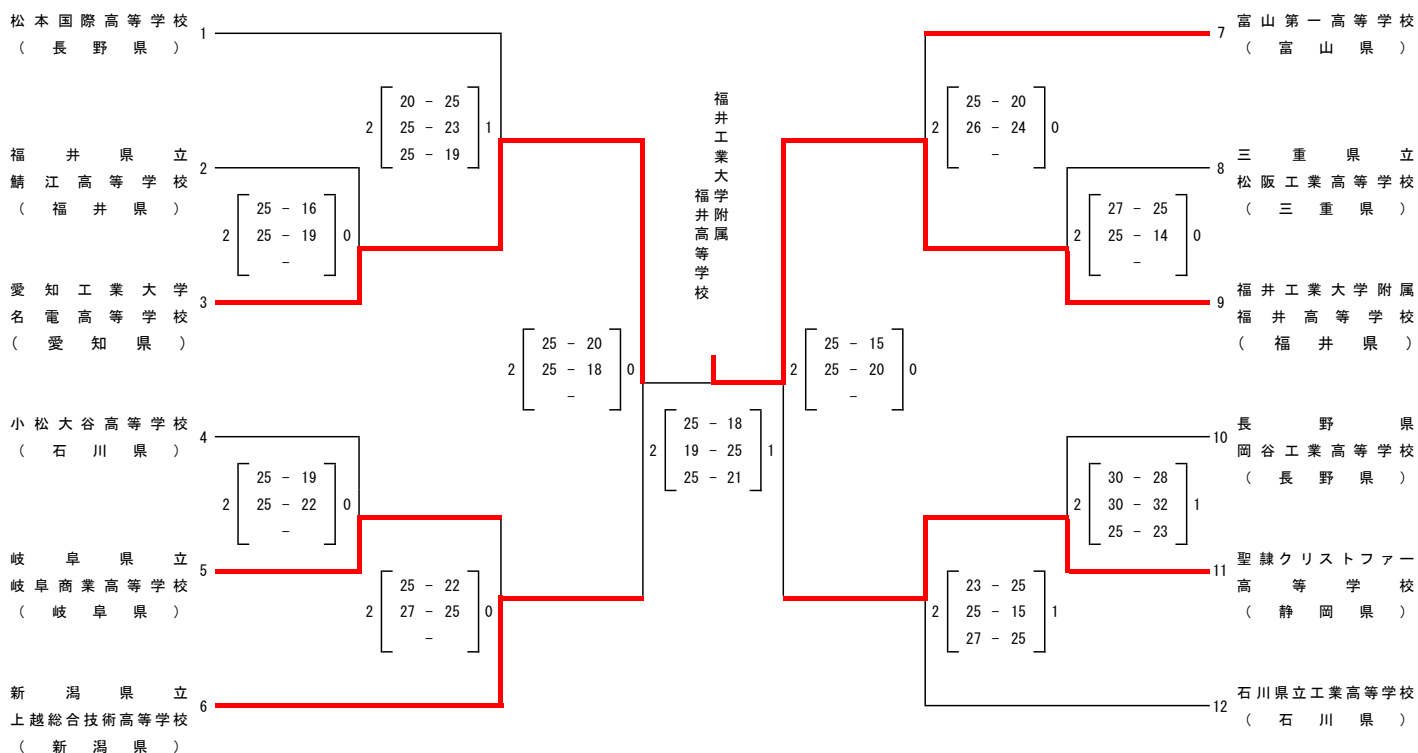 松本国際高等学校
（長野県）
1
福井県立
鯖江高等学校
（福井県）
2
愛知工業大学
名電高等学校
（愛知県）
3
小松大谷高等学校
（石川県）
4
岐阜県立
岐阜商業高等学校
（岐阜県）
5
新潟県立
上越総合技術高等学校
（新潟県）
6
2
20 - 25
25 - 23
25 - 19
1
2
25 - 16
25 - 19
-
0
2
25 - 20
25 - 18
-
0
2
25 - 19
25 - 22
-
0
2
25 - 22
27 - 25
-
0
福井工業大学附属
福井高等学校
2
25 - 18
19 - 25
25 - 21
1
2
25 - 20
26 - 24
-
0
2
27 - 25
25 - 14
-
0
2
25 - 15
25 - 20
-
0
2
30 - 28
30 - 32
25 - 23
1
2
23 - 25
25 - 15
27 - 25
1
7
富山第一高等学校
（富山県）
8
三重県立
松阪工業高等学校
（三重県）
9
福井工業大学附属
福井高等学校
（福井県）
10
長野県
岡谷工業高等学校
（長野県）
11
聖隷クリストファー
高等学校
（静岡県）
12
石川県立工業高等学校
（石川県）